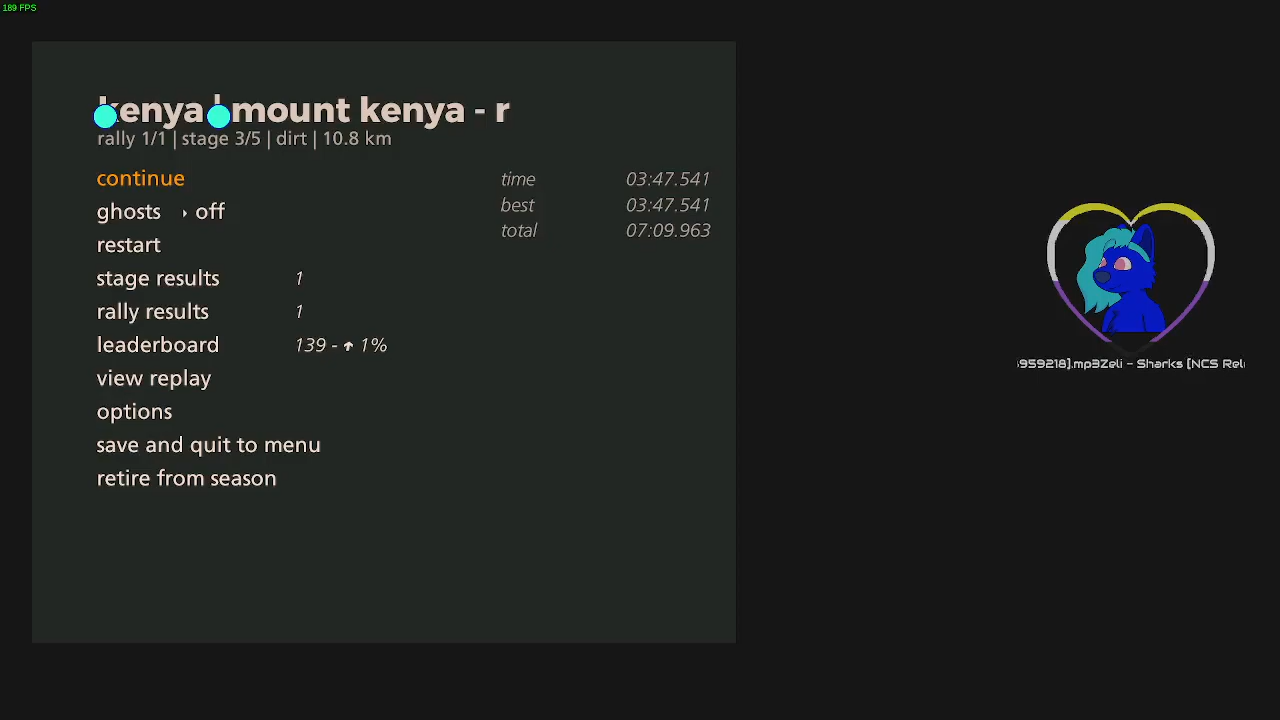 189 FPS
kenya | mount kenya - r
rally 1/1 | stage 3/5 | dirt | 10.8 km
continue
ghosts off
restart
stage results 1
rally results 1
leaderboard 139 - 1%
view replay
options
save and quit to menu
retire from season
time 03:47.541
best 03:47.541
total 07:09.963
959218].mp3Zeli - Sharks [NCS Rel